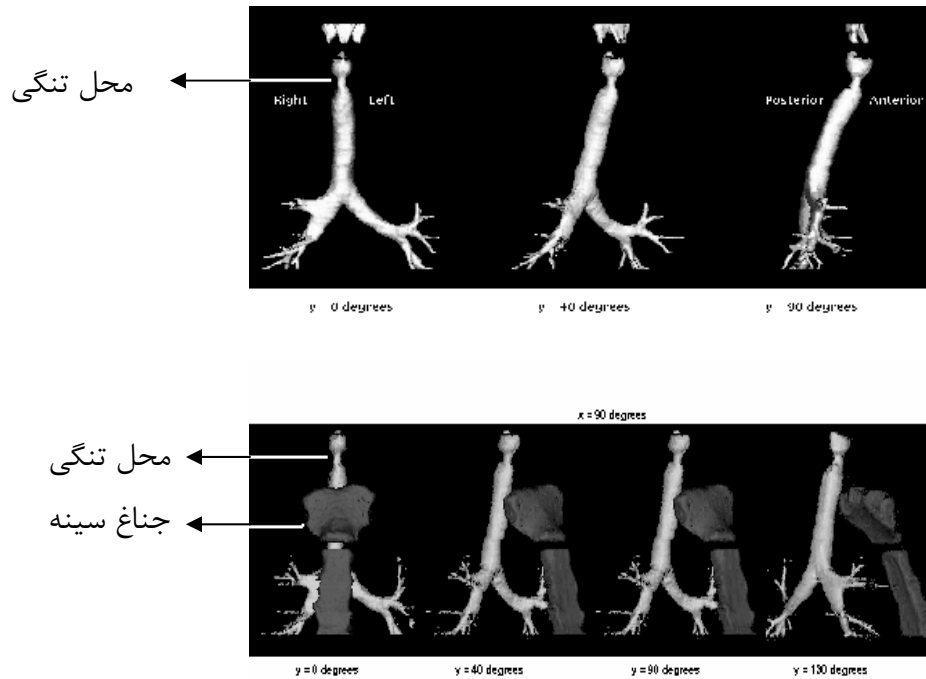 محل تنگی
Right Left
Posterior Anterior
y 0 degrees
y 40 degrees
y 90 degrees
x = 90 degrees
محل تنگی
جناغ سینه
y = 0 degrees
y = 40 degrees
y = 90 degrees
y = 130 degrees